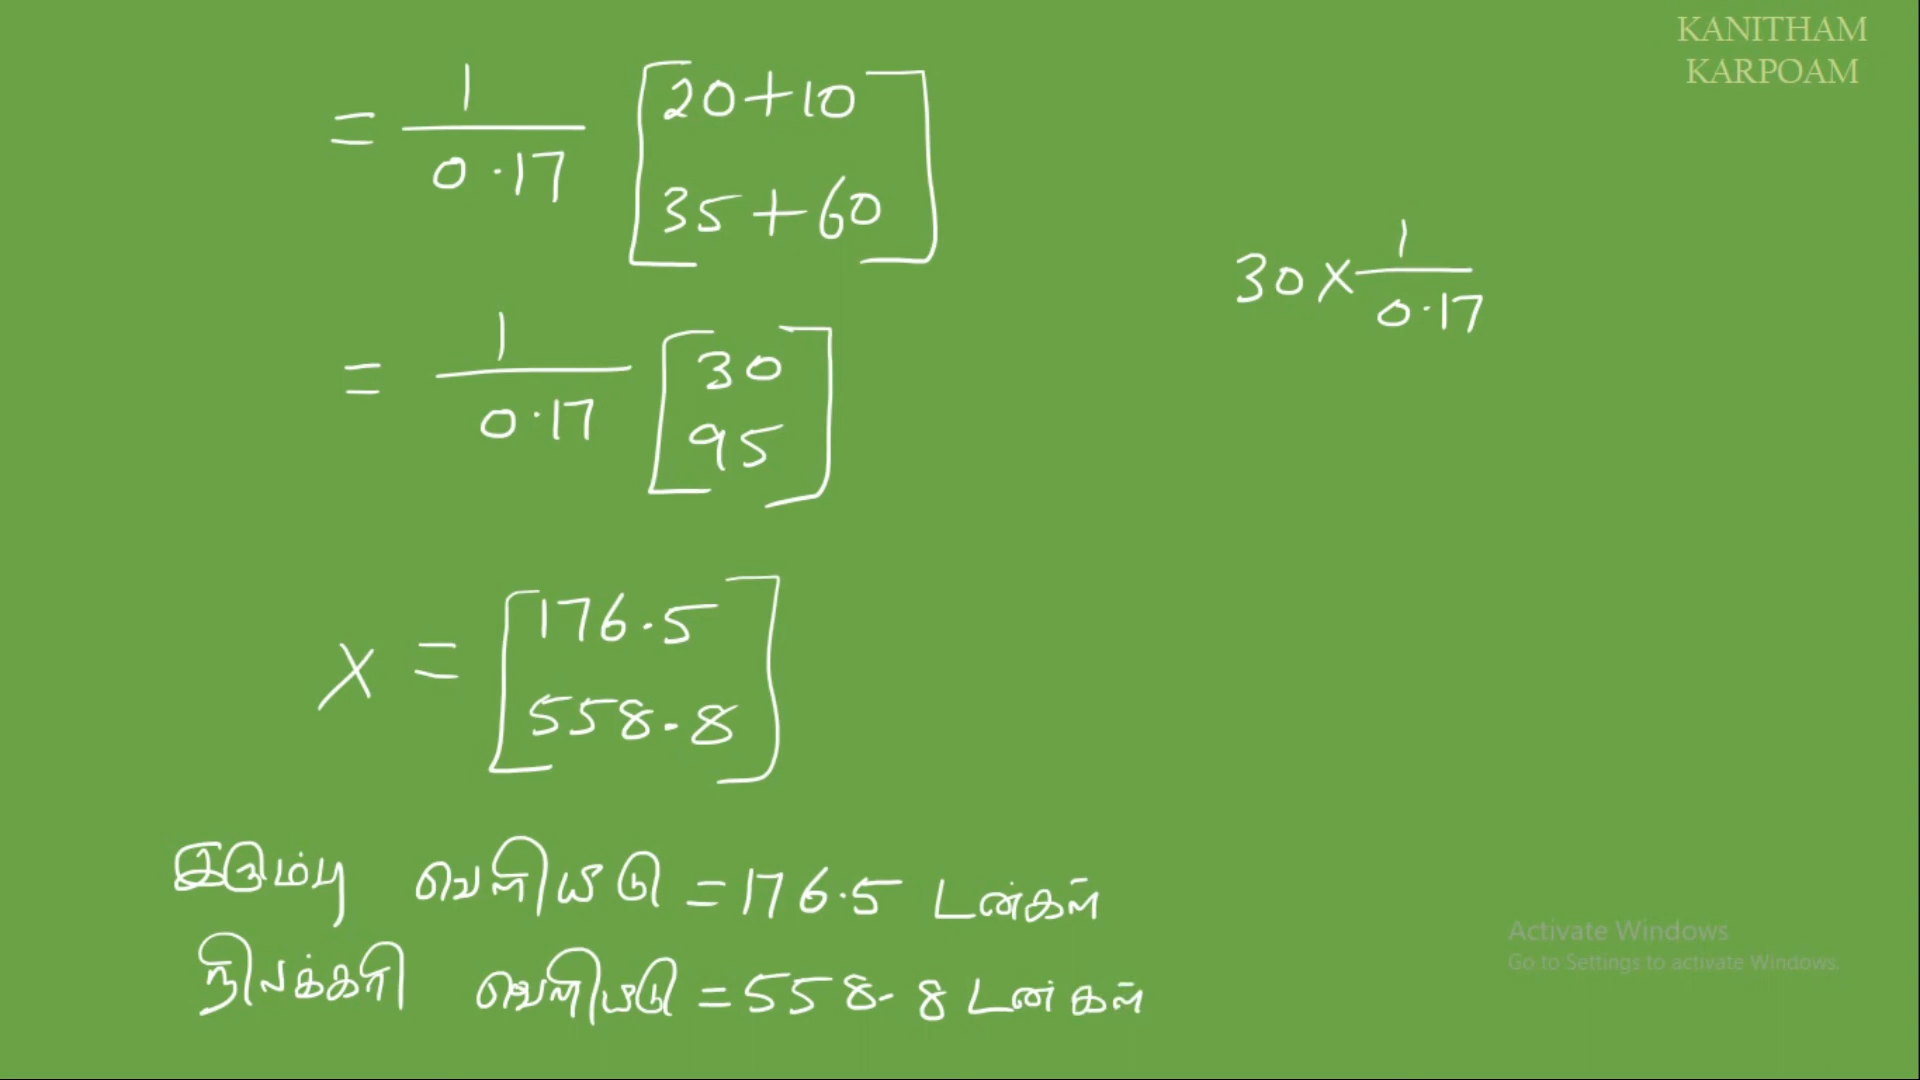 KANITHAM
KARPOAM
= 1/0.17 [20+10
35+60]
30 × 1/0.17
= 1/0.17 [30
95]
X = [176.5
558.8]
இரும்பு வெளியீடு = 176.5 டன்கள்
நிலக்கரி வெளியீடு = 558.8 டன்கள்
Activate Windows
Go to Settings to activate Windows.